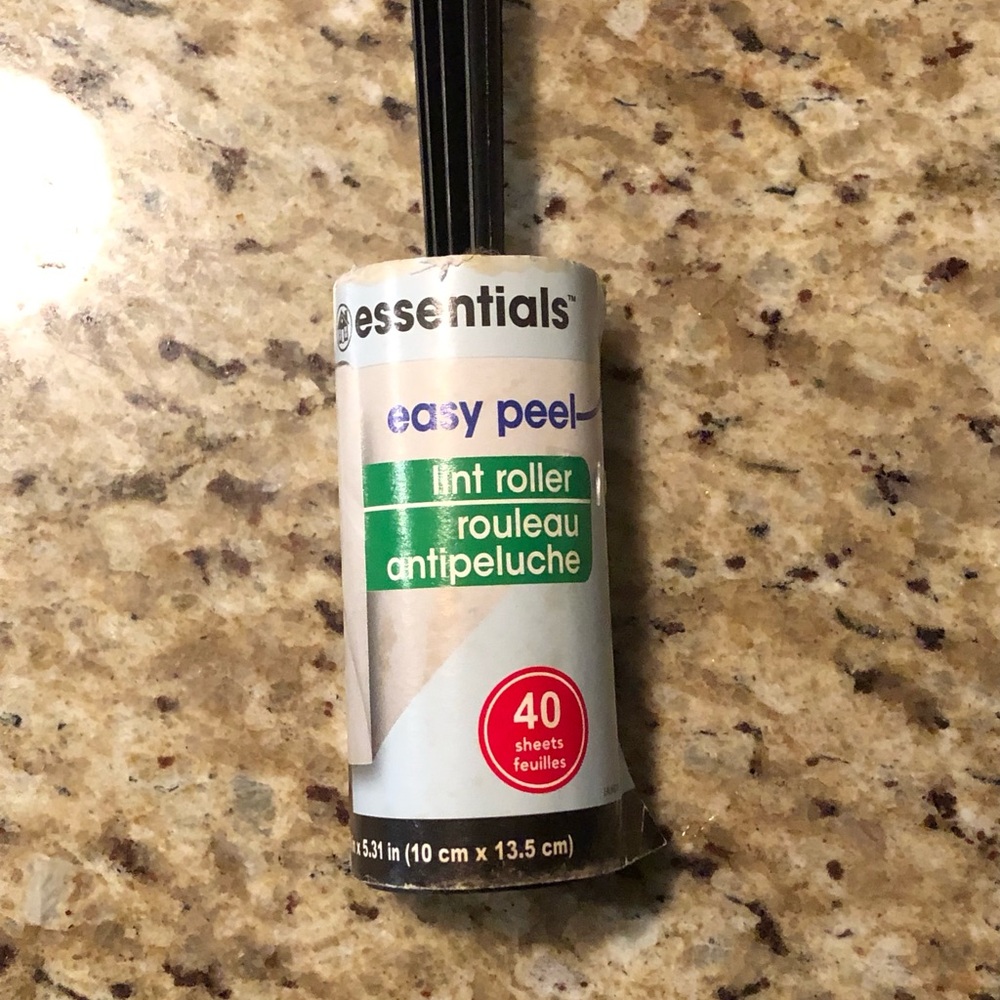 essentials™
easy peel
lint roller
rouleau
antipeluche
40
sheets
feuilles
x 5.31 in (10 cm x 13.5 cm)